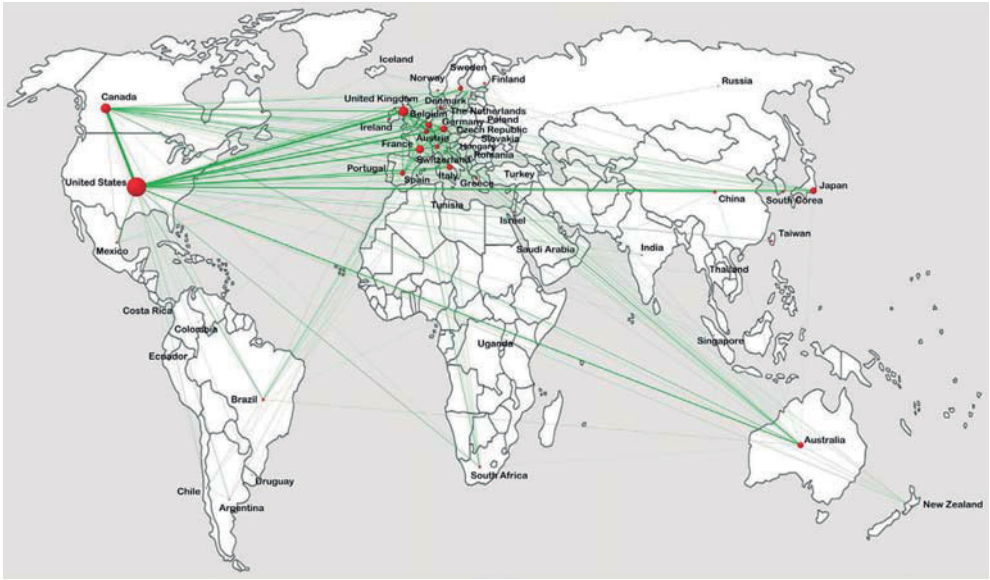 Iceland
Sweden
Norway
Finland
Russia
Canada
United Kingdom
Denmark
The Netherlands
Belgium
Germany
Poland
Ireland
Czech Republic
Austria
Slovakia
France
Hungary
Romania
Switzerland
Portugal
Italy
Turkey
United States
Spain
Greece
Japan
China
South Corea
Tunisia
Israel
Taiwan
Mexico
Saudi Arabia
India
Thailand
Costa Rica
Colombia
Singapore
Ecuador
Uganda
Brazil
Australia
South Africa
Uruguay
Chile
Argentina
New Zealand